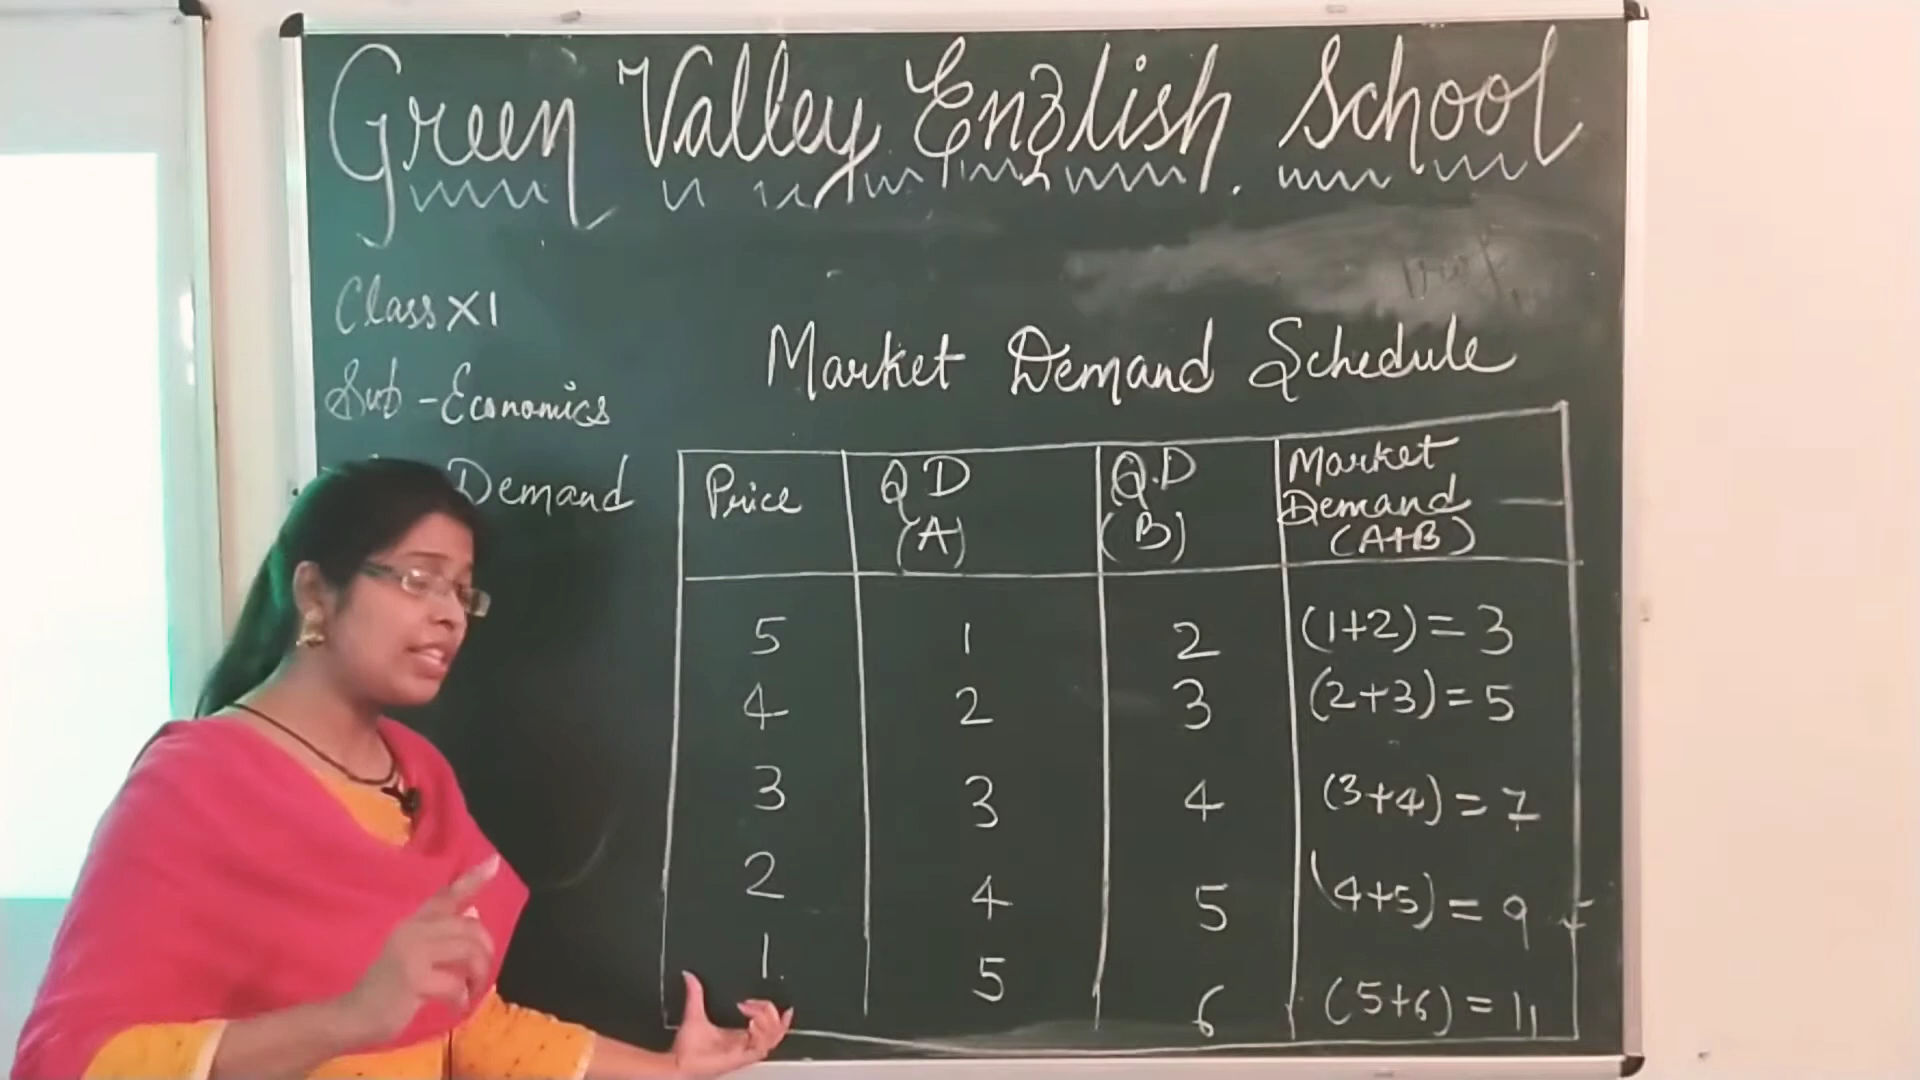 Green Valley English School
Class XI
Sub - Economics
Demand
Market Demand Schedule
Price QD (A) Q.D (B) Market Demand (A+B)
5 1 2 (1+2) = 3
4 2 3 (2+3) = 5
3 3 4 (3+4) = 7
2 4 5 (4+5) = 9
1 5 6 (5+6) = 11